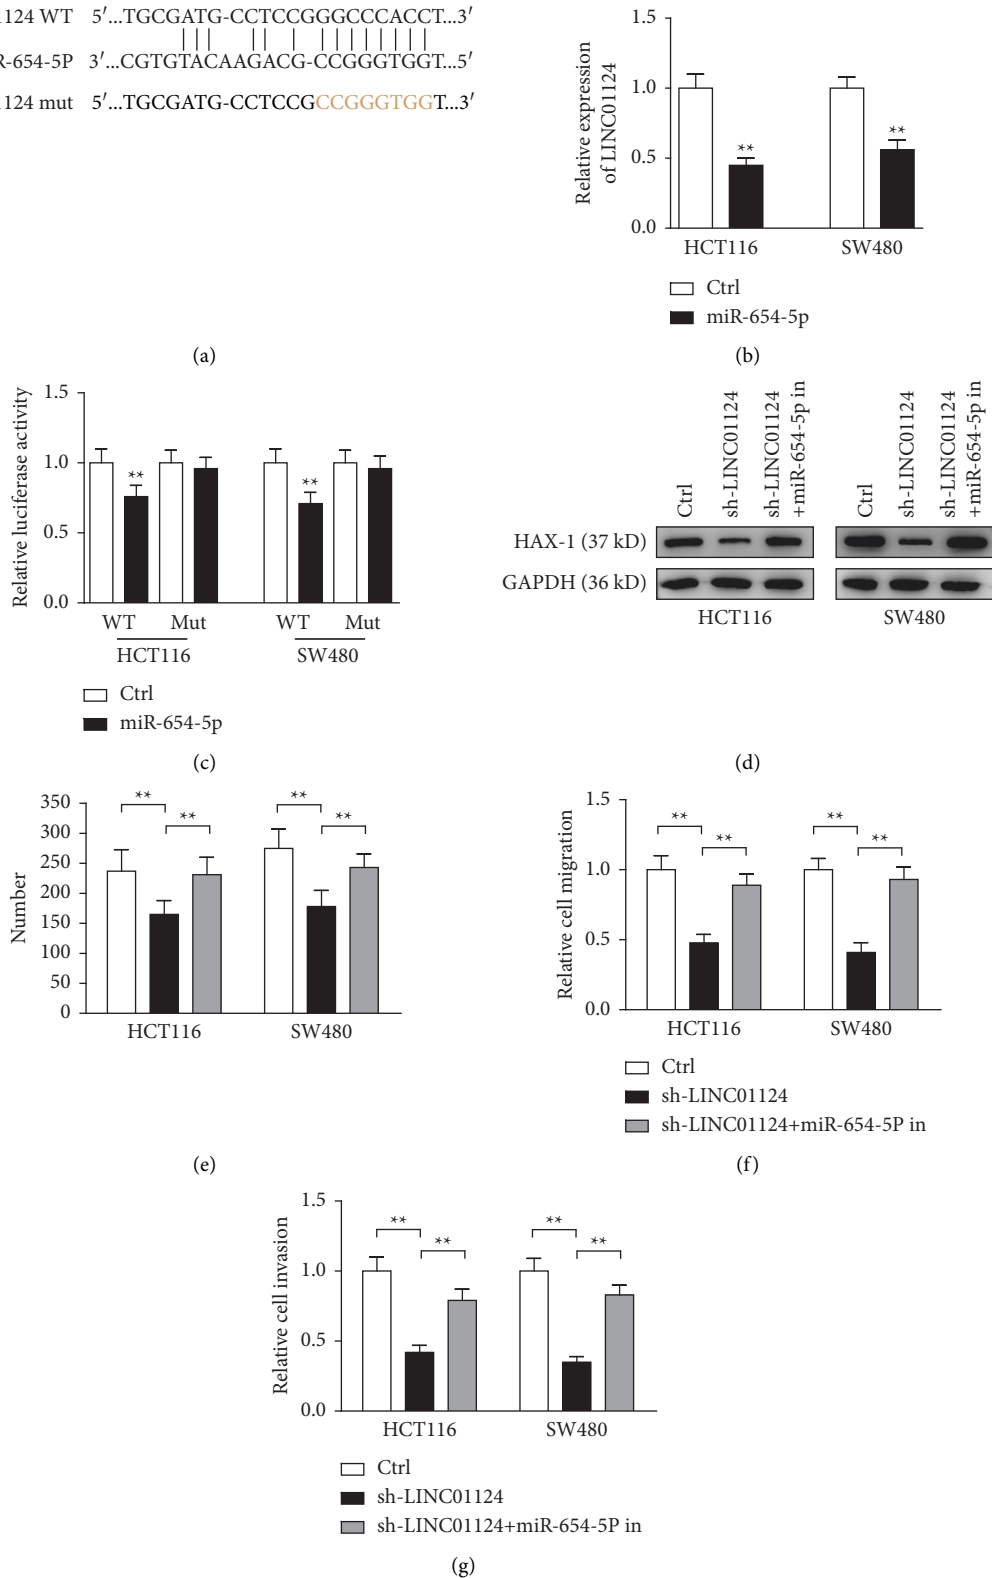 1124 WT 5′...TGCGATG-CCTCCGGGCCCACCT...3′
R-654-5P 3′...CGTGTACAAGACG-CCGGGTGGT...5′
1124 mut 5′...TGCGATG-CCTCCGCCGGGTGGT...3′
(a)
Relative expression
of LINC01124
1.5
1.0
0.5
0.0
**
**
HCT116 SW480
Ctrl
miR-654-5p
(b)
Relative luciferase activity
1.5
1.0
0.5
0.0
**
**
WT Mut WT Mut
HCT116 SW480
Ctrl
miR-654-5p
(c)
Ctrl
sh-LINC01124
sh-LINC01124
+miR-654-5p in
Ctrl
sh-LINC01124
sh-LINC01124
+miR-654-5p in
HAX-1 (37 kD)
GAPDH (36 kD)
HCT116 SW480
(d)
Number
350
300
250
200
150
100
50
0
** **
** **
HCT116 SW480
(e)
Relative cell migration
1.5
1.0
0.5
0.0
** **
** **
HCT116 SW480
Ctrl
sh-LINC01124
sh-LINC01124+miR-654-5P in
(f)
Relative cell invasion
1.5
1.0
0.5
0.0
** **
** **
HCT116 SW480
Ctrl
sh-LINC01124
sh-LINC01124+miR-654-5P in
(g)